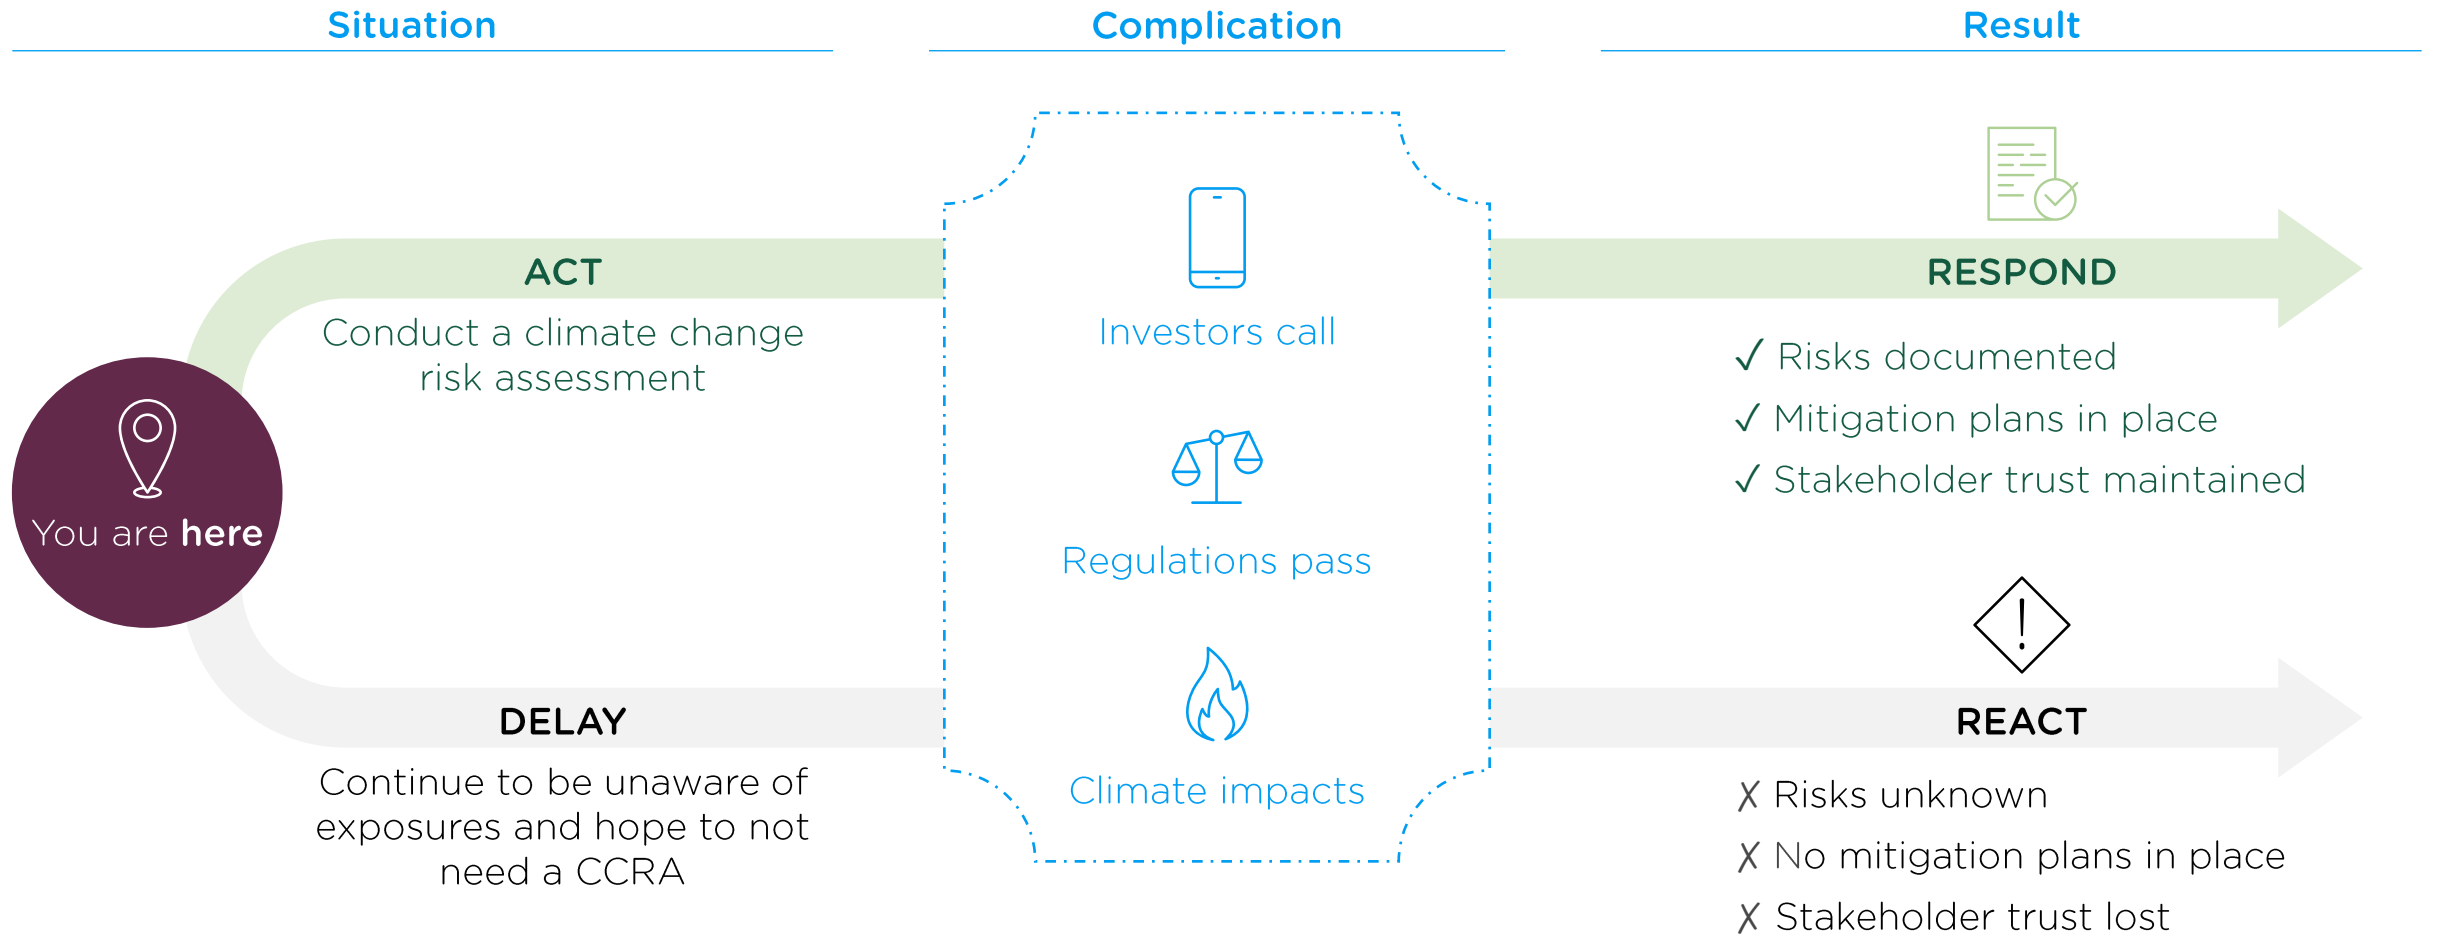 Situation
Complication
Result
You are here
ACT
Conduct a climate change
risk assessment
DELAY
Continue to be unaware of
exposures and hope to not
need a CCRA
Investors call
Regulations pass
Climate impacts
RESPOND
✓ Risks documented
✓ Mitigation plans in place
✓ Stakeholder trust maintained
REACT
✗ Risks unknown
✗ No mitigation plans in place
✗ Stakeholder trust lost